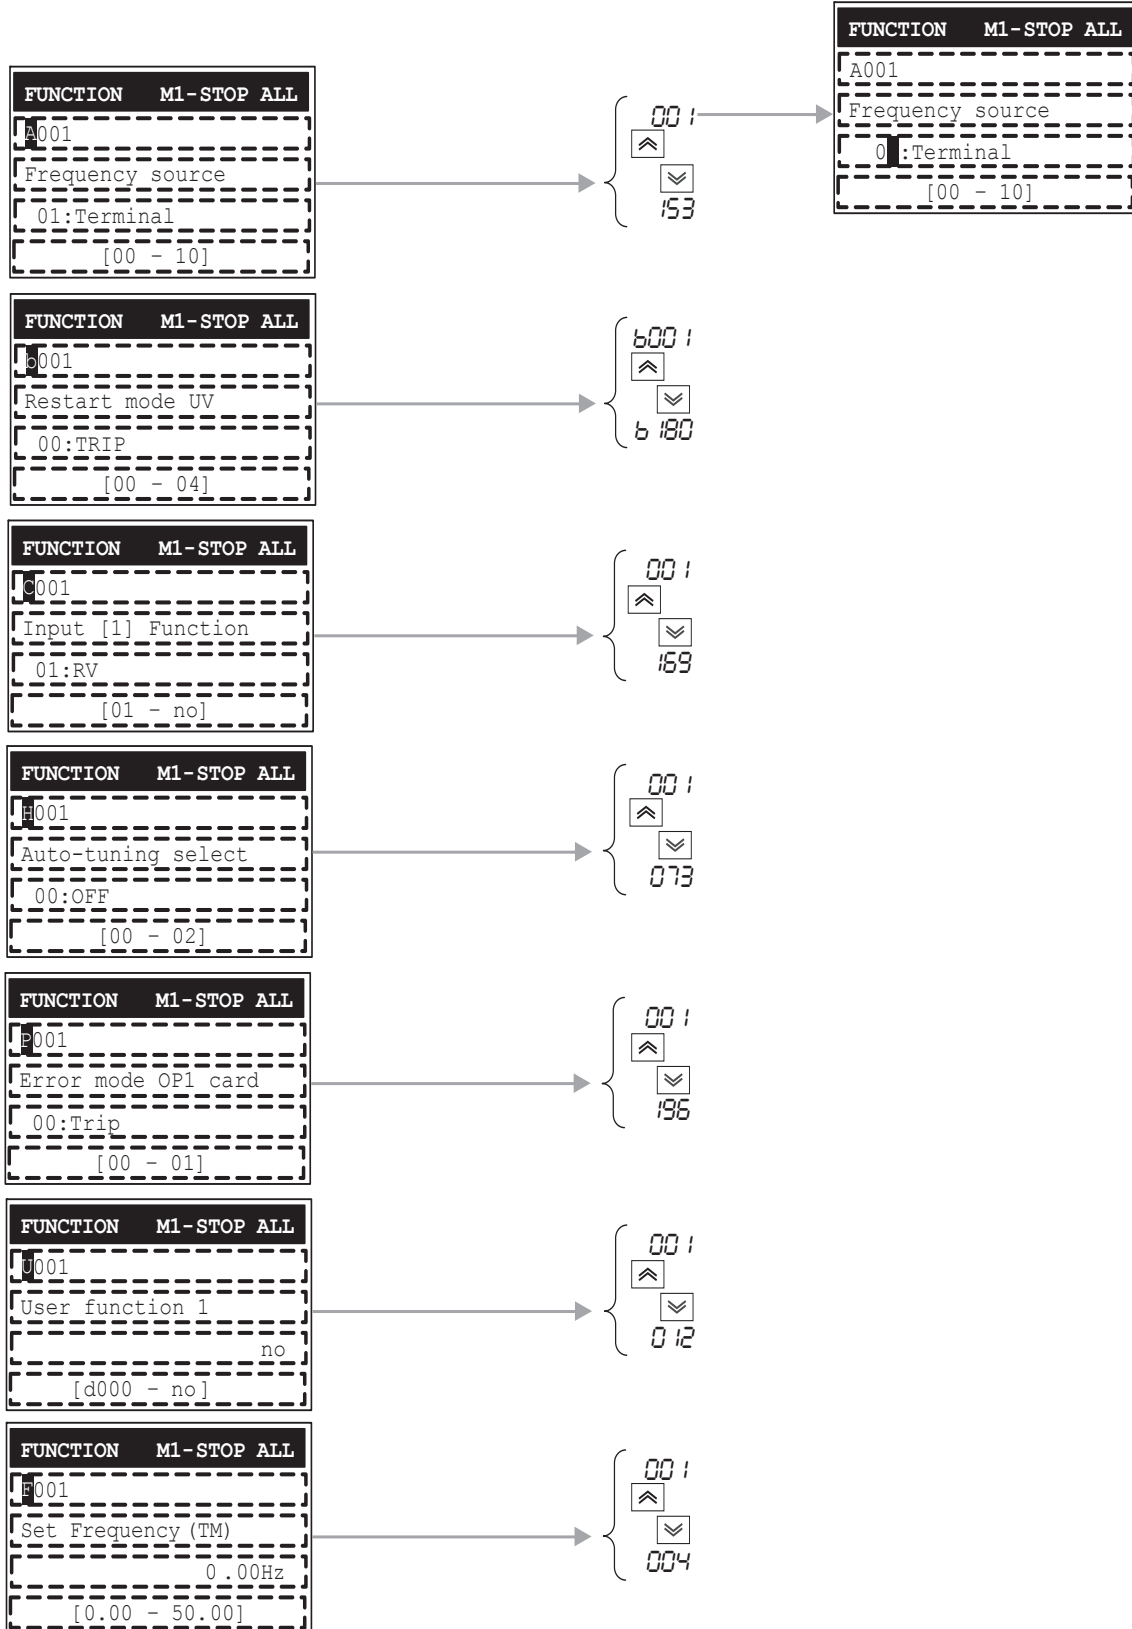 FUNCTION M1-STOP ALL
A001
Frequency source
01:Terminal
[00 – 10]
001
153
FUNCTION M1-STOP ALL
A001
Frequency source
0 :Terminal
[00 – 10]
FUNCTION M1-STOP ALL
b001
Restart mode UV
00:TRIP
[00 – 04]
b001
b180
FUNCTION M1-STOP ALL
C001
Input [1] Function
01:RV
[01 – no]
001
169
FUNCTION M1-STOP ALL
H001
Auto-tuning select
00:OFF
[00 – 02]
001
073
FUNCTION M1-STOP ALL
P001
Error mode OP1 card
00:Trip
[00 – 01]
001
196
FUNCTION M1-STOP ALL
U001
User function 1
no
[d000 – no]
001
012
FUNCTION M1-STOP ALL
F001
Set Frequency(TM)
0.00Hz
[0.00 – 50.00]
001
004